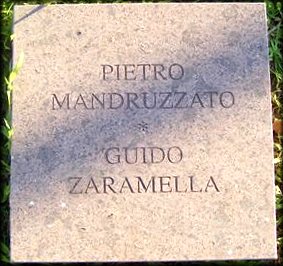 PIETRO
MANDRUZZATO
*
GUIDO
ZARAMELLA